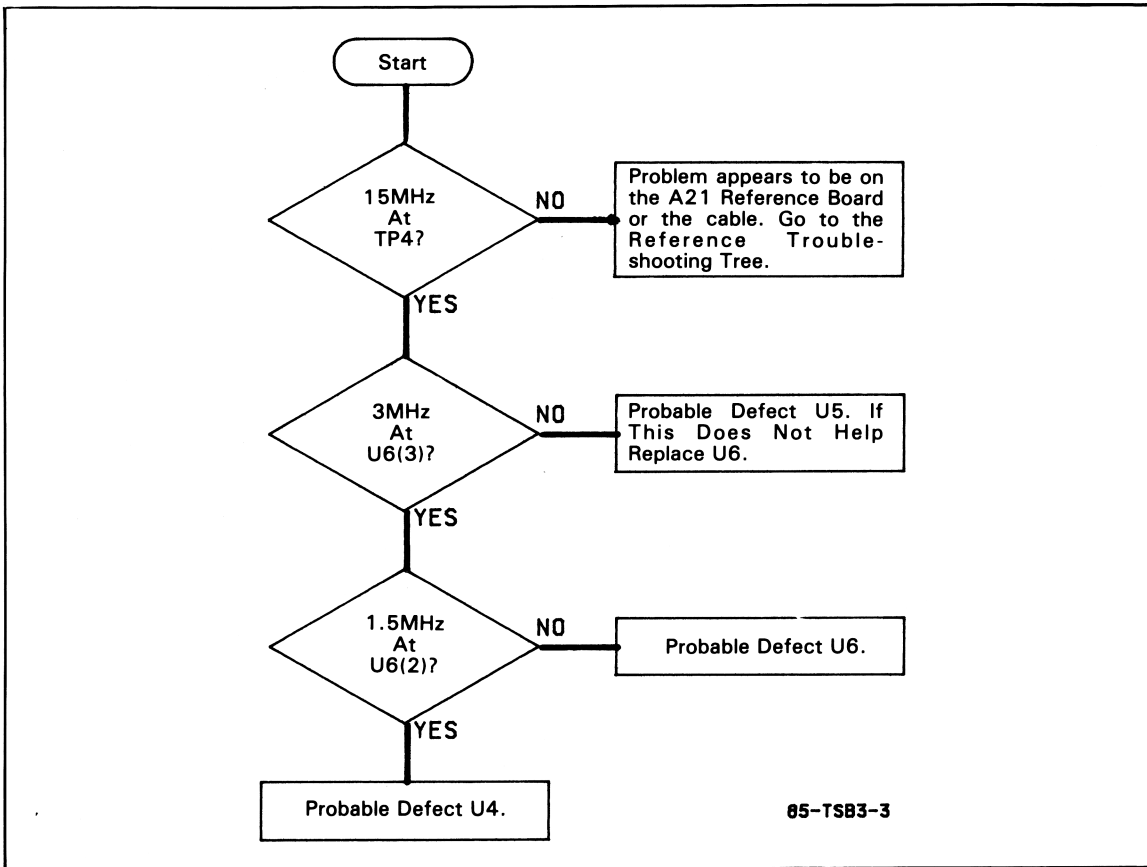 Start
15MHz
At
TP4?
NO
Problem appears to be on
the A21 Reference Board
or the cable. Go to the
Reference Trouble-
shooting Tree.
YES
3MHz
At
U6(3)?
NO
Probable Defect U5. If
This Does Not Help
Replace U6.
YES
1.5MHz
At
U6(2)?
NO
Probable Defect U6.
YES
Probable Defect U4.
85-TSB3-3